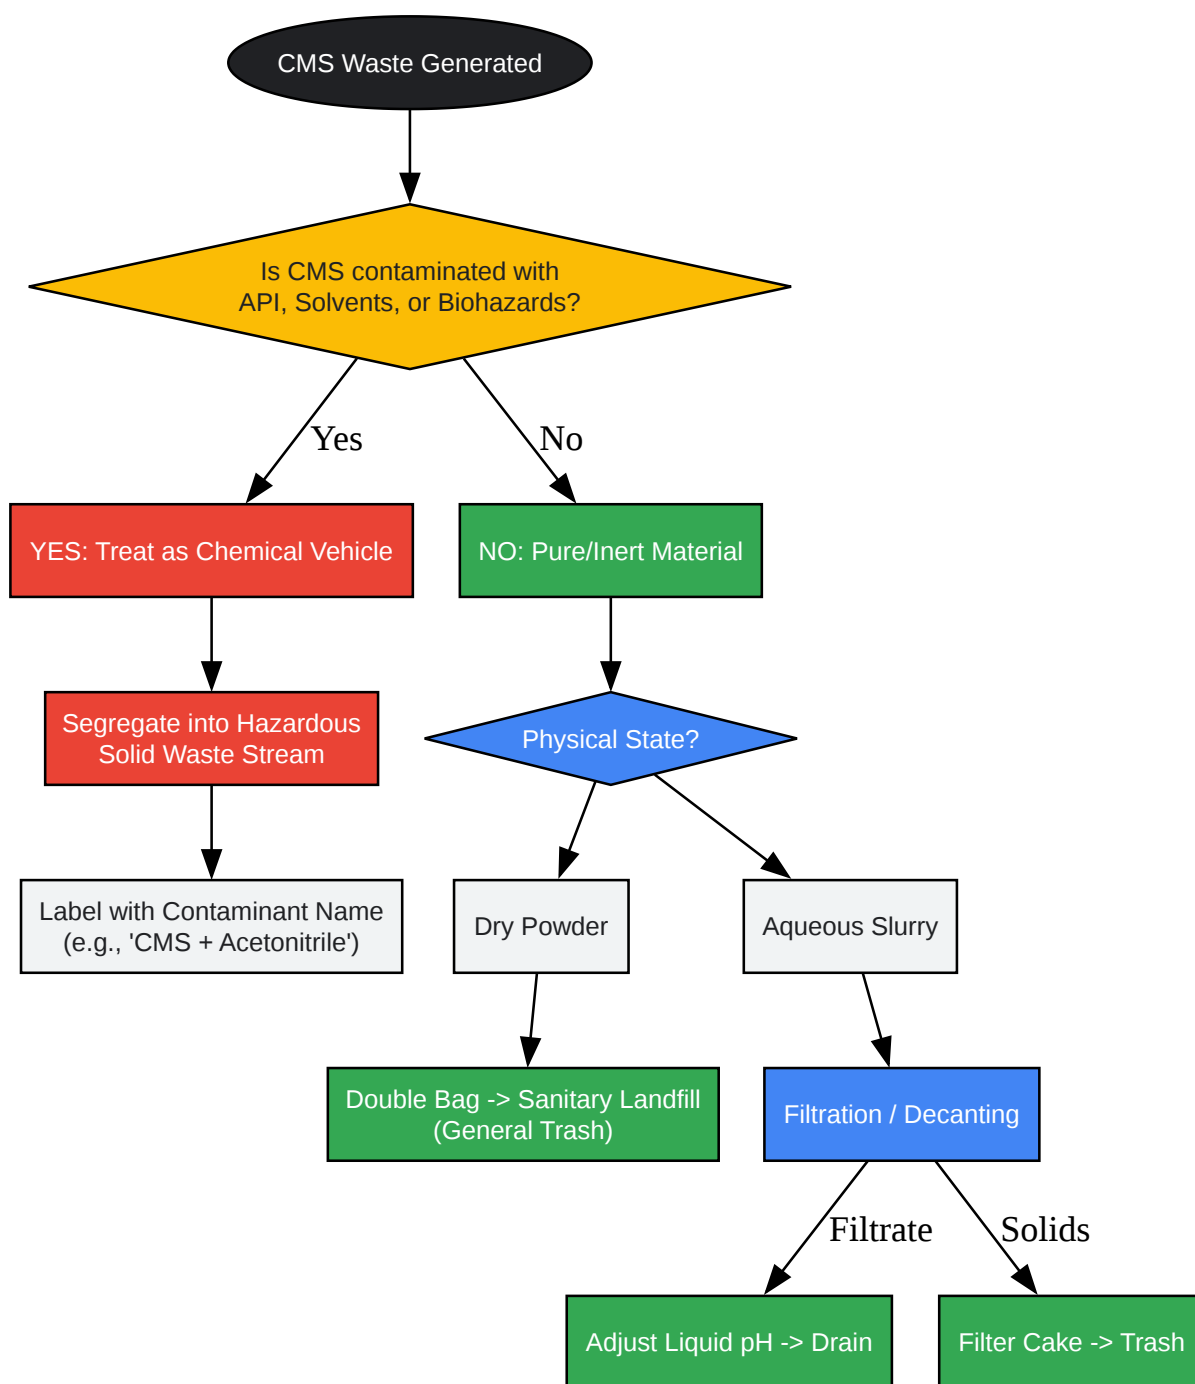 CMS Waste Generated
Is CMS contaminated with
API, Solvents, or Biohazards?
Yes
No
YES: Treat as Chemical Vehicle
NO: Pure/Inert Material
Segregate into Hazardous
Solid Waste Stream
Physical State?
Label with Contaminant Name
(e.g., 'CMS + Acetonitrile')
Dry Powder
Aqueous Slurry
Double Bag -> Sanitary Landfill
(General Trash)
Filtration / Decanting
Filtrate
Solids
Adjust Liquid pH -> Drain
Filter Cake -> Trash